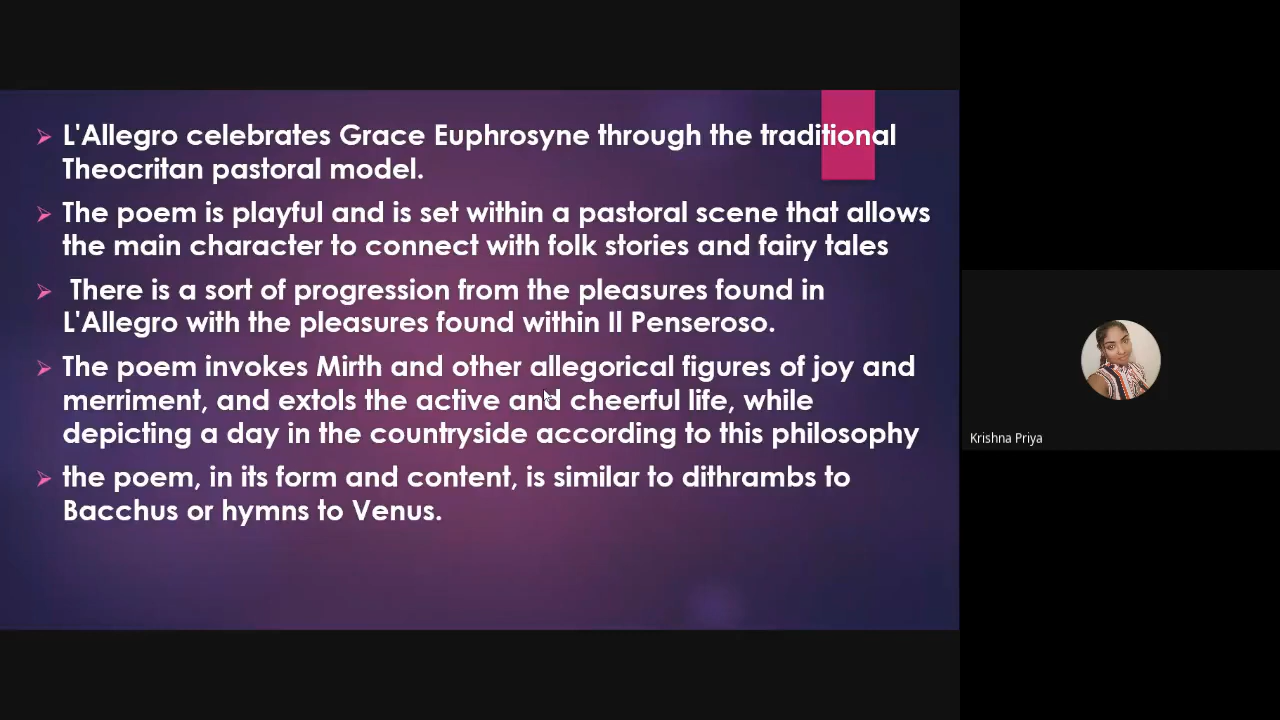 L'Allegro celebrates Grace Euphrosyne through the traditional
Theocritan pastoral model.
The poem is playful and is set within a pastoral scene that allows
the main character to connect with folk stories and fairy tales
There is a sort of progression from the pleasures found in
L'Allegro with the pleasures found within Il Penseroso.
The poem invokes Mirth and other allegorical figures of joy and
merriment, and extols the active and cheerful life, while
depicting a day in the countryside according to this philosophy
the poem, in its form and content, is similar to dithrambs to
Bacchus or hymns to Venus.
Krishna Priya